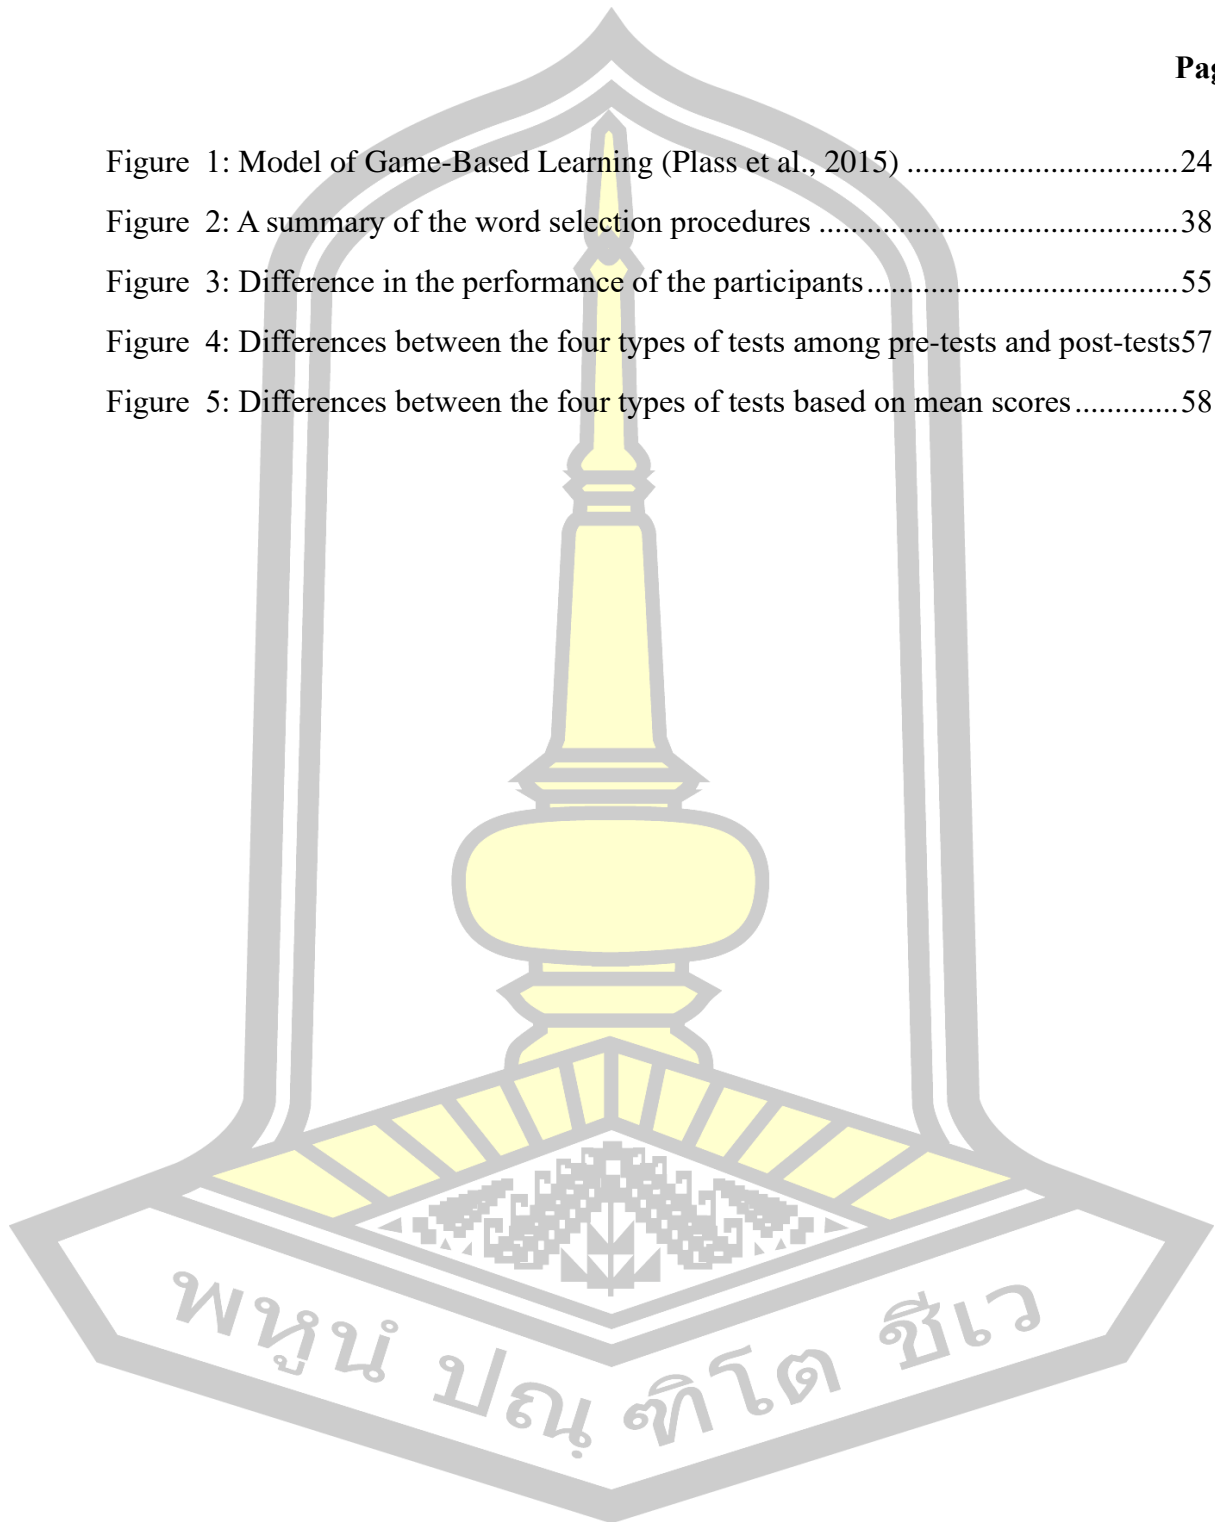 Pag
Figure 1: Model of Game-Based Learning (Plass et al., 2015) ..................................24
Figure 2: A summary of the word selection procedures .............................................38
Figure 3: Difference in the performance of the participants.......................................55
Figure 4: Differences between the four types of tests among pre-tests and post-tests57
Figure 5: Differences between the four types of tests based on mean scores.............58
พหูนํ ปณฺฑิโต ชีเว